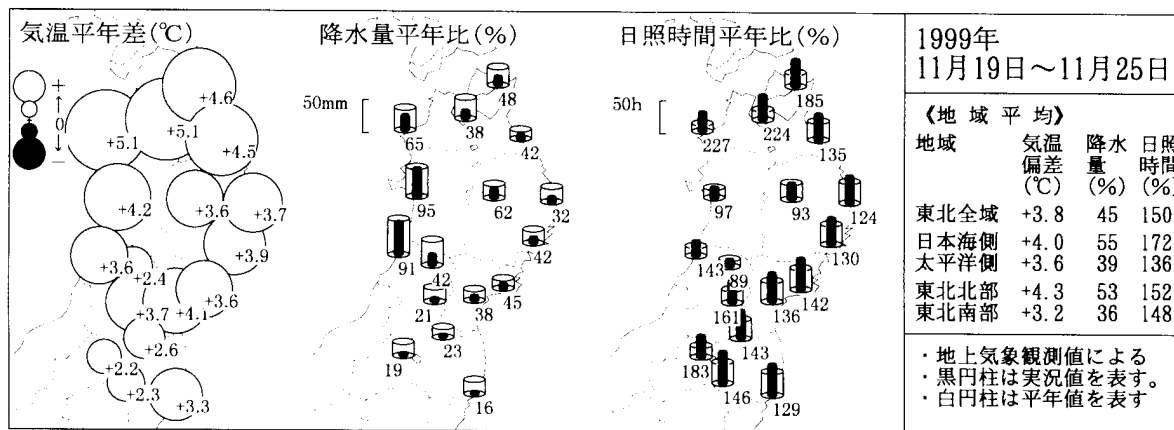 気温平年差(℃)
+
0
−
+4.6
+5.1
+5.1
+4.5
+4.2
+3.6
+3.7
+3.9
+3.6
+2.4
+3.6
+3.7
+4.1
+2.6
+2.2
+2.3
+3.3
降水量平年比(%)
50mm
48
38
65
42
95
62
32
91
42
42
45
21
38
23
19
16
日照時間平年比(%)
50h
185
224
227
135
97
93
124
130
143
89
142
161
136
143
183
146
129
1999年
11月19日～11月25日
《地域平均》
地域 気温 降水 日照
偏差 量 時間
(℃) (%) (%)
東北全域 +3.8 45 150
日本海側 +4.0 55 172
太平洋側 +3.6 39 136
東北北部 +4.3 53 152
東北南部 +3.2 36 148
・地上気象観測値による
・黒円柱は実況値を表す。
・白円柱は平年値を表す